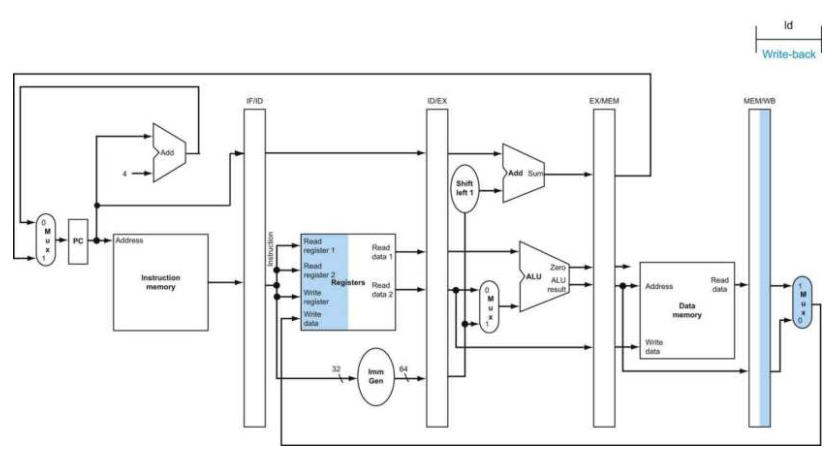 ld
Write-back
IF/ID
ID/EX
EX/MEM
MEM/WB
Add
4
Shift
left 1
Add Sum
0
M
u
x
1
PC
Address
Instruction
memory
Instruction
Read
register 1
Read
register 2
Write
register
Write
data
Registers
Read
data 1
Read
data 2
0
M
u
x
1
ALU
Zero
ALU
result
Address
Write
data
Data
memory
Read
data
1
M
u
x
0
32
Imm
Gen
64